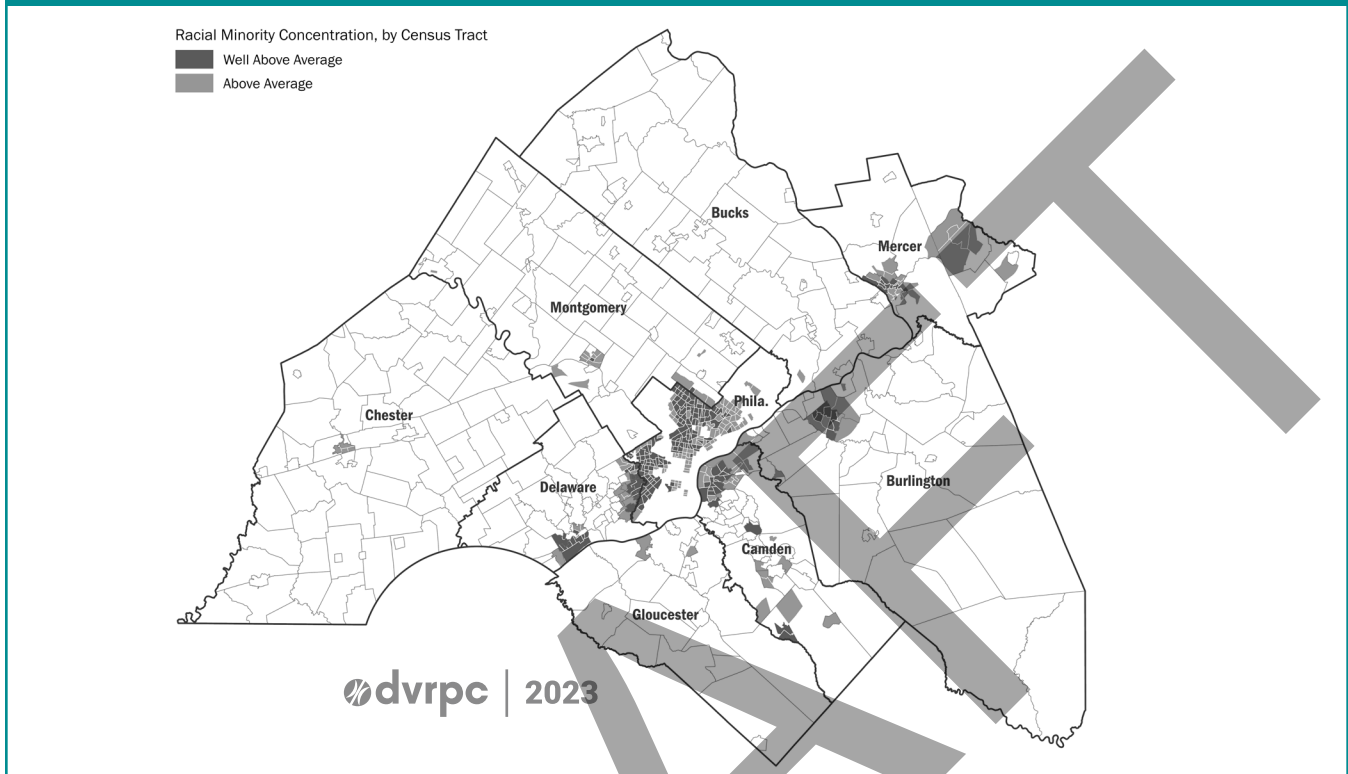 Racial Minority Concentration, by Census Tract
Well Above Average
Above Average
Bucks
Mercer
Montgomery
Phila.
Chester
Delaware
Burlington
Camden
Gloucester
dvrpc | 2023